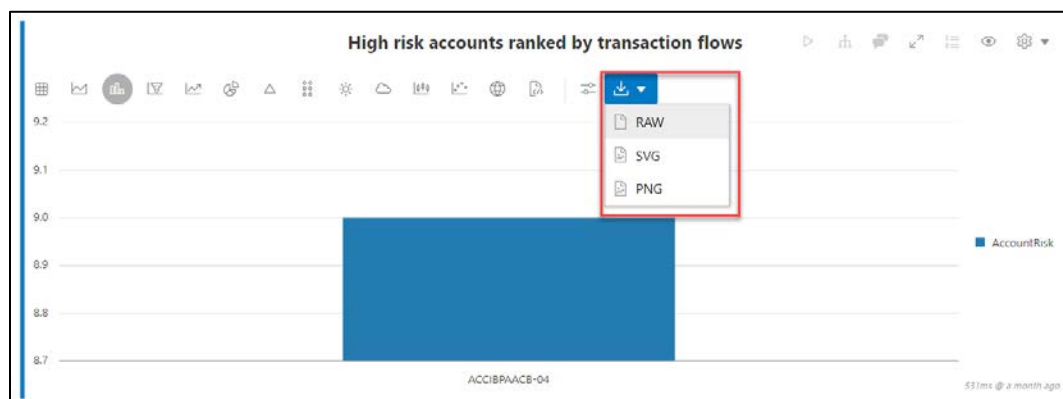 High risk accounts ranked by transaction flows
RAW
SVG
PNG
9.2
9.1
9.0
8.9
8.8
8.7
AccountRisk
ACCIBPAACB-04
531ms @ a month ago